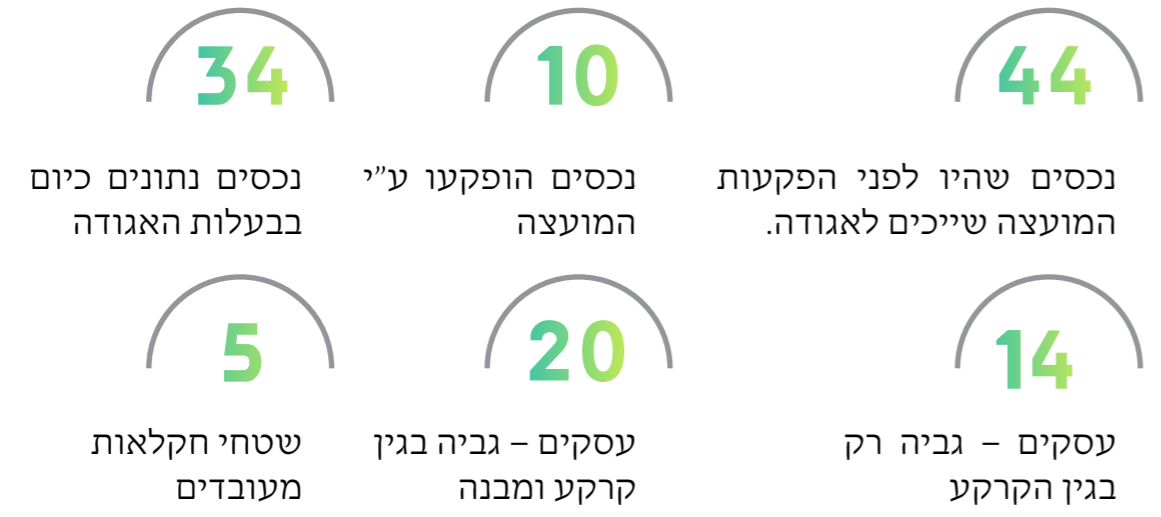 44
נכסים שהיו לפני הפקעות
המועצה שייכים לאגודה.
10
נכסים הופקעו ע״י
המועצה
34
נכסים נתונים כיום
בבעלות האגודה
14
עסקים – גביה רק
בגין הקרקע
20
עסקים – גביה בגין
קרקע ומבנה
5
שטחי חקלאות
מעובדים